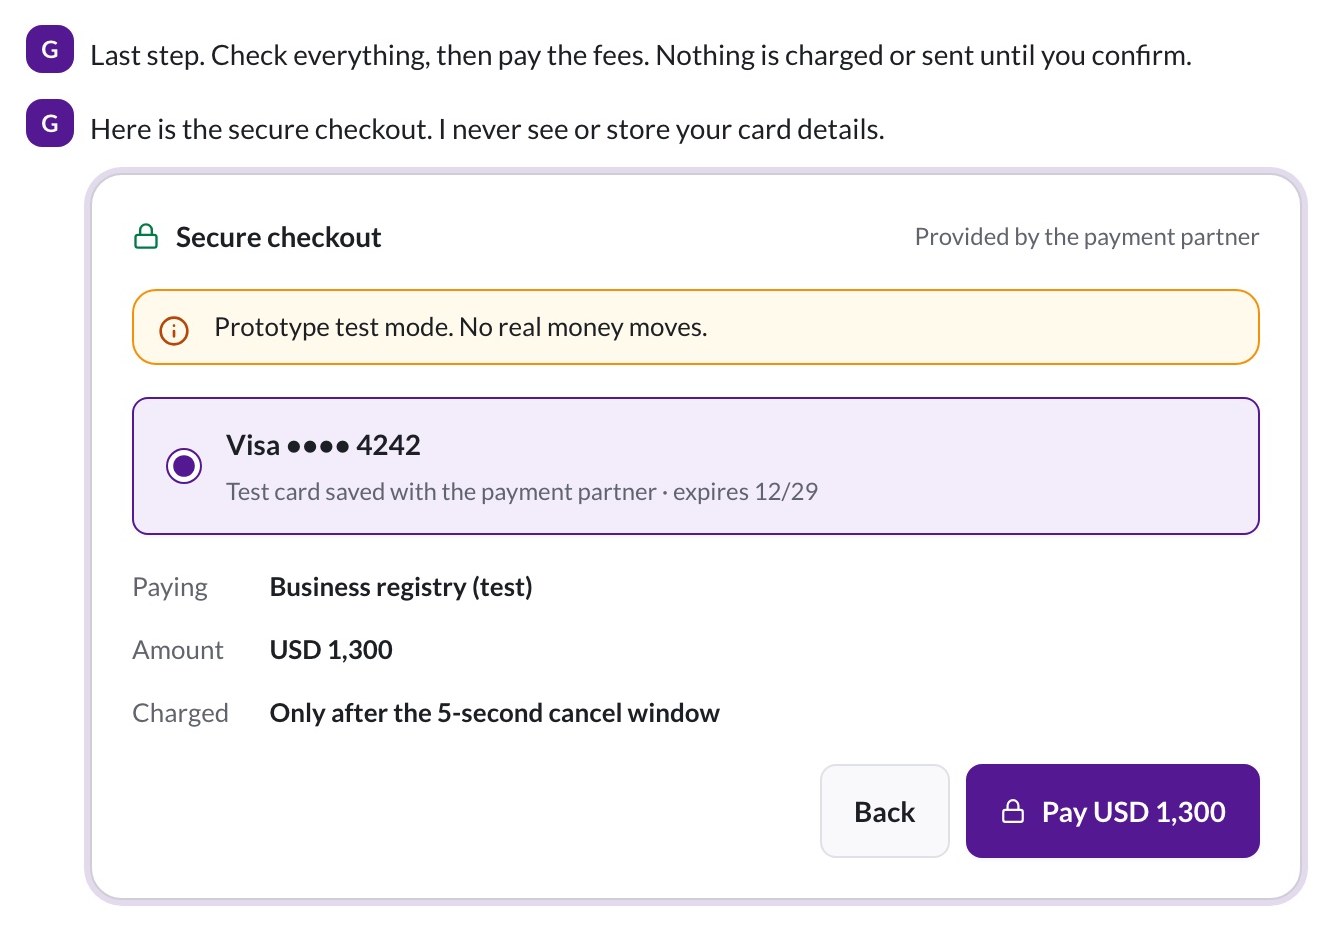 G
Last step. Check everything, then pay the fees. Nothing is charged or sent until you confirm.
G
Here is the secure checkout. I never see or store your card details.
Secure checkout
Provided by the payment partner
Prototype test mode. No real money moves.
Visa •••• 4242
Test card saved with the payment partner · expires 12/29
Paying Business registry (test)
Amount USD 1,300
Charged Only after the 5-second cancel window
Back
Pay USD 1,300